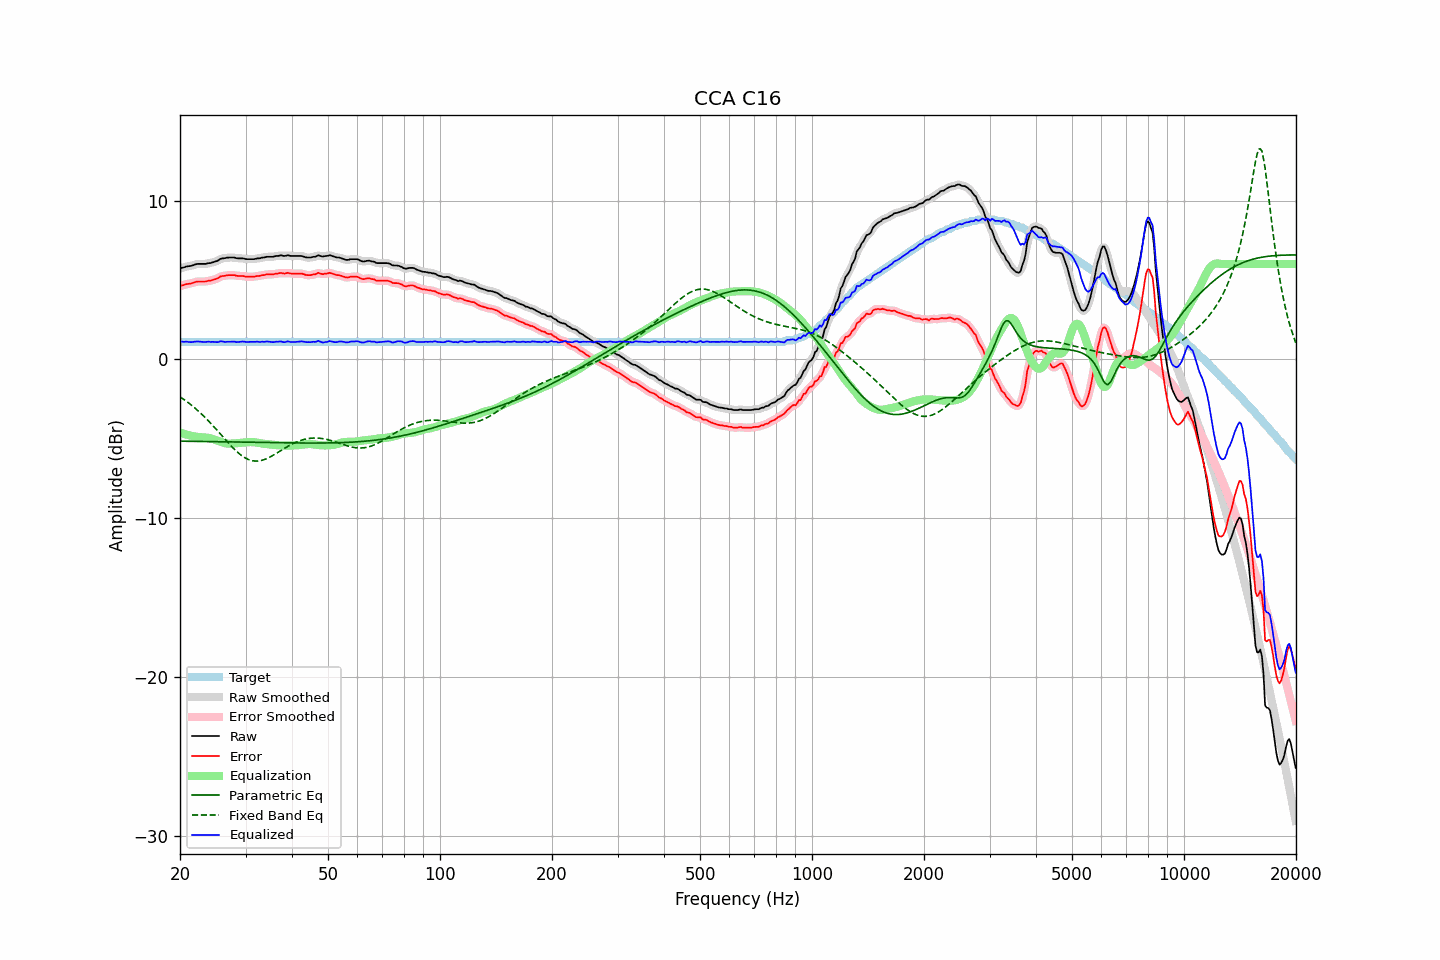 CCA C16
Amplitude (dBr)
10
0
−10
−20
−30
Target
Raw Smoothed
Error Smoothed
Raw
Error
Equalization
Parametric Eq
Fixed Band Eq
Equalized
20 50 100 200 500 1000 2000 5000 10000 20000
Frequency (Hz)